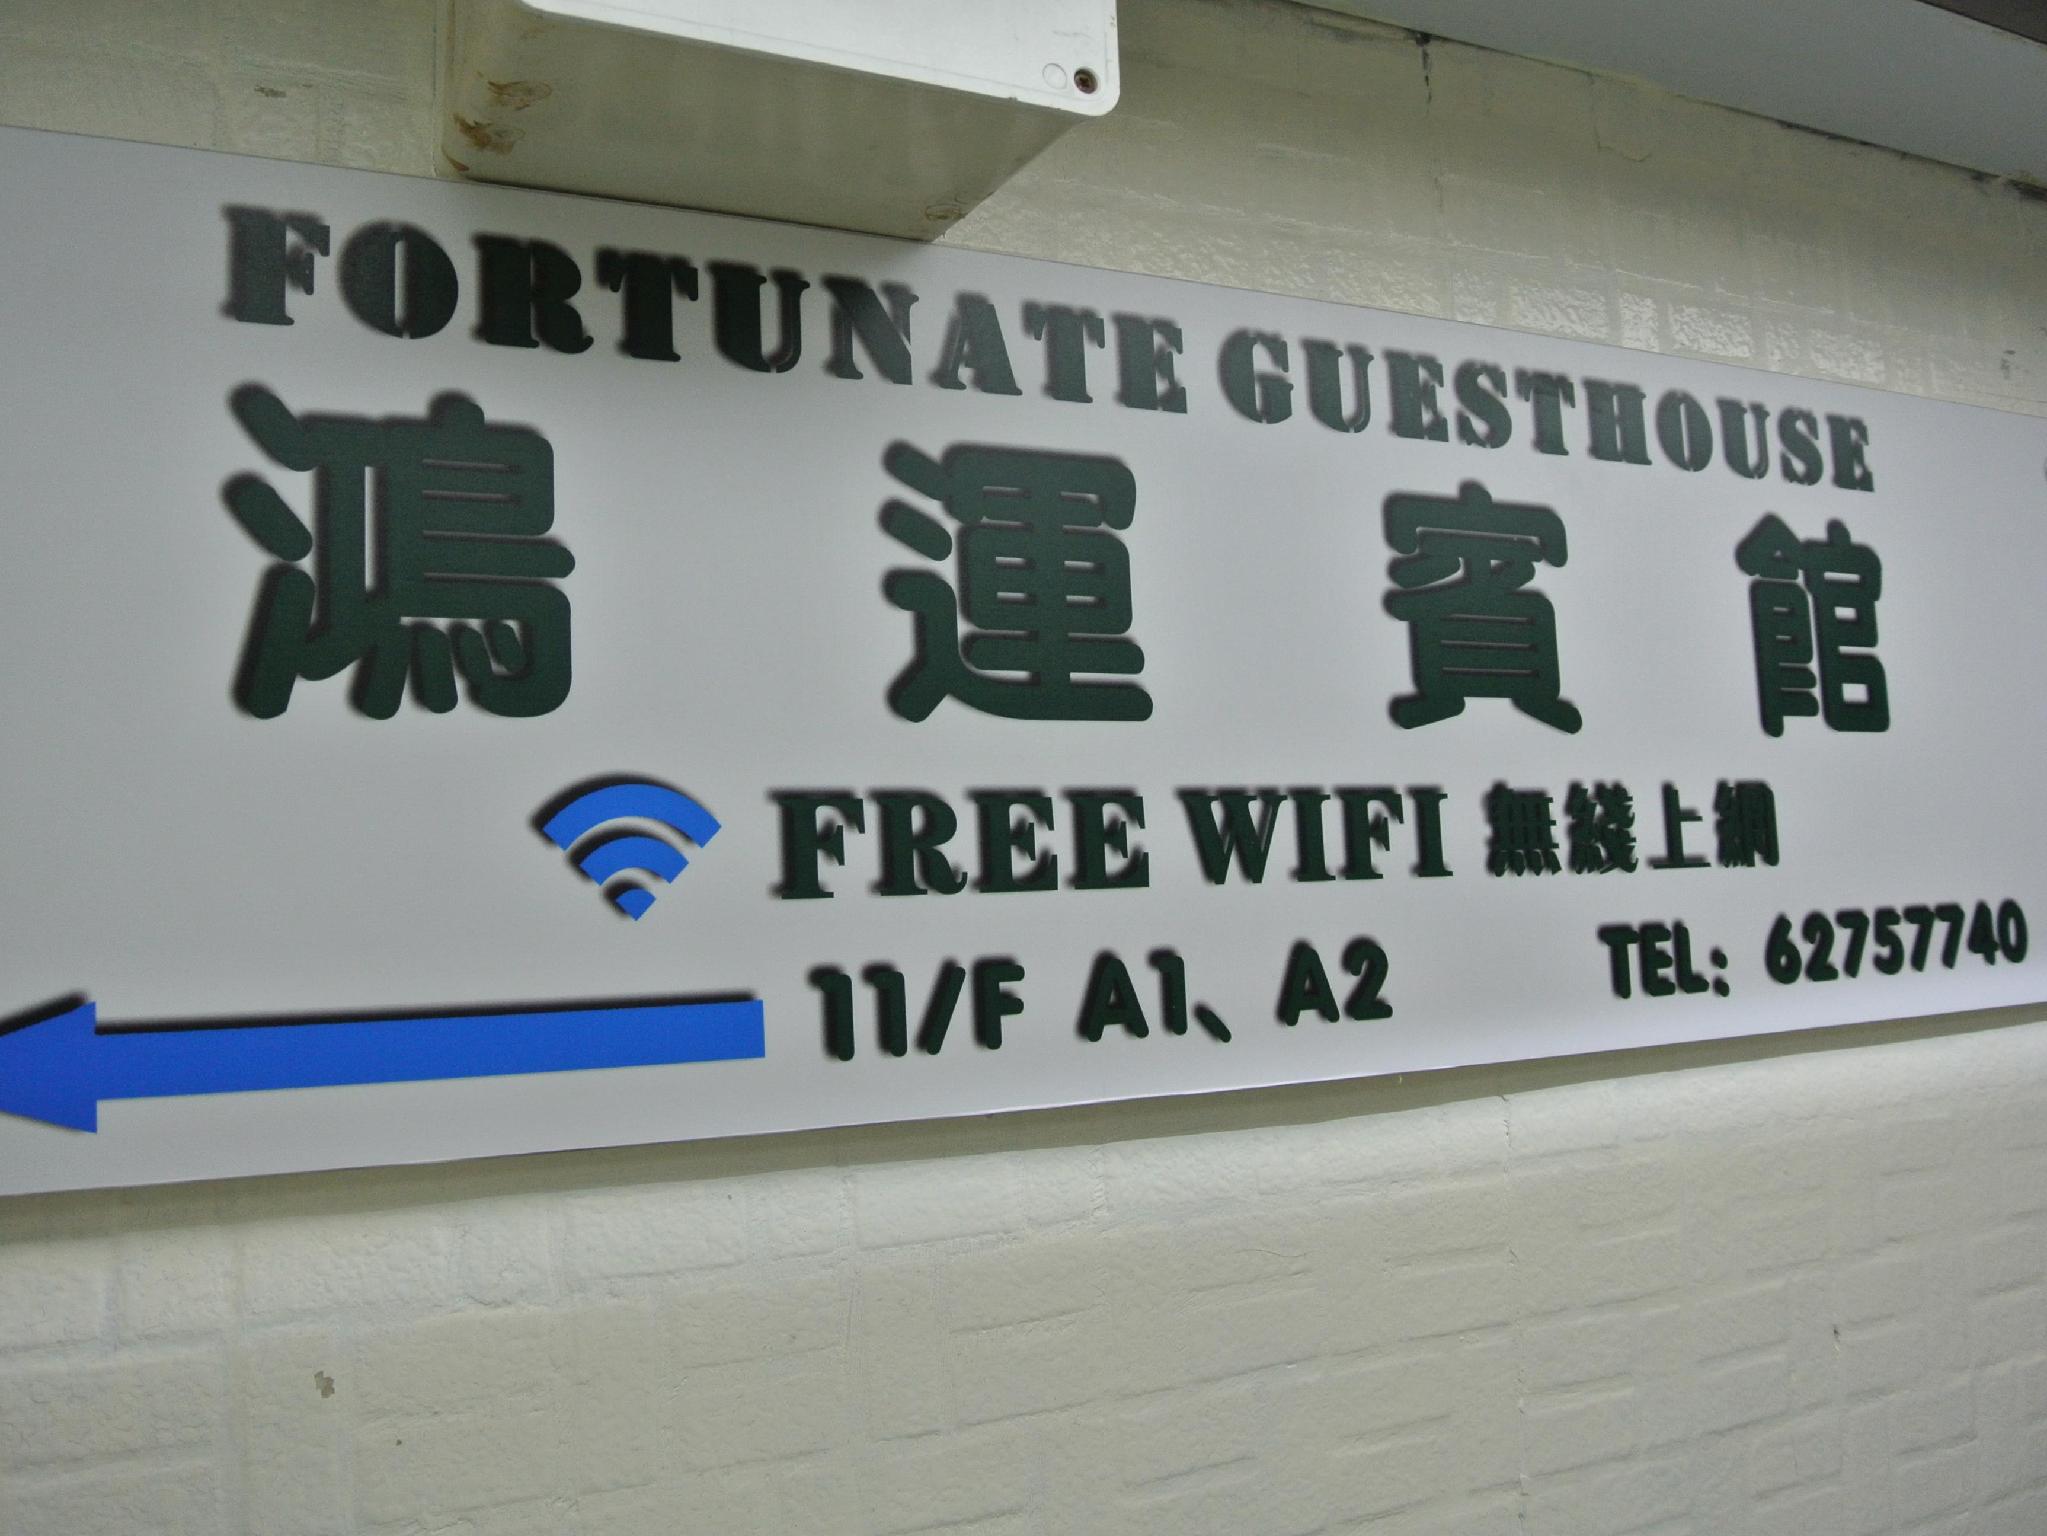 FORTUNATE GUESTHOUSE
鴻運賓館
FREE WIFI 無綫上網
11/F A1、A2 TEL: 62757740